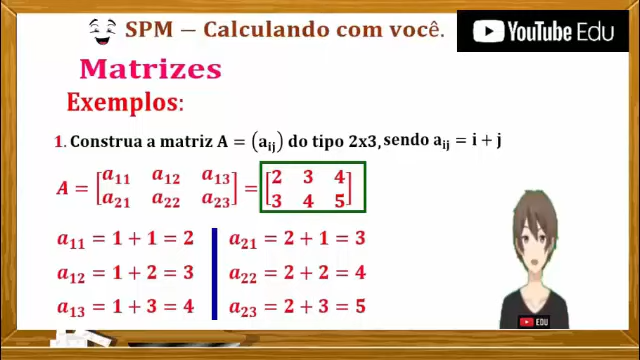 SPM – Calculando com você.
YouTube Edu
Matrizes
Exemplos:
1. Construa a matriz A = (aᵢⱼ) do tipo 2x3, sendo aᵢⱼ = i + j
A = [a₁₁ a₁₂ a₁₃] = [2 3 4]
[a₂₁ a₂₂ a₂₃] [3 4 5]
a₁₁ = 1 + 1 = 2
a₁₂ = 1 + 2 = 3
a₁₃ = 1 + 3 = 4
a₂₁ = 2 + 1 = 3
a₂₂ = 2 + 2 = 4
a₂₃ = 2 + 3 = 5
EDU